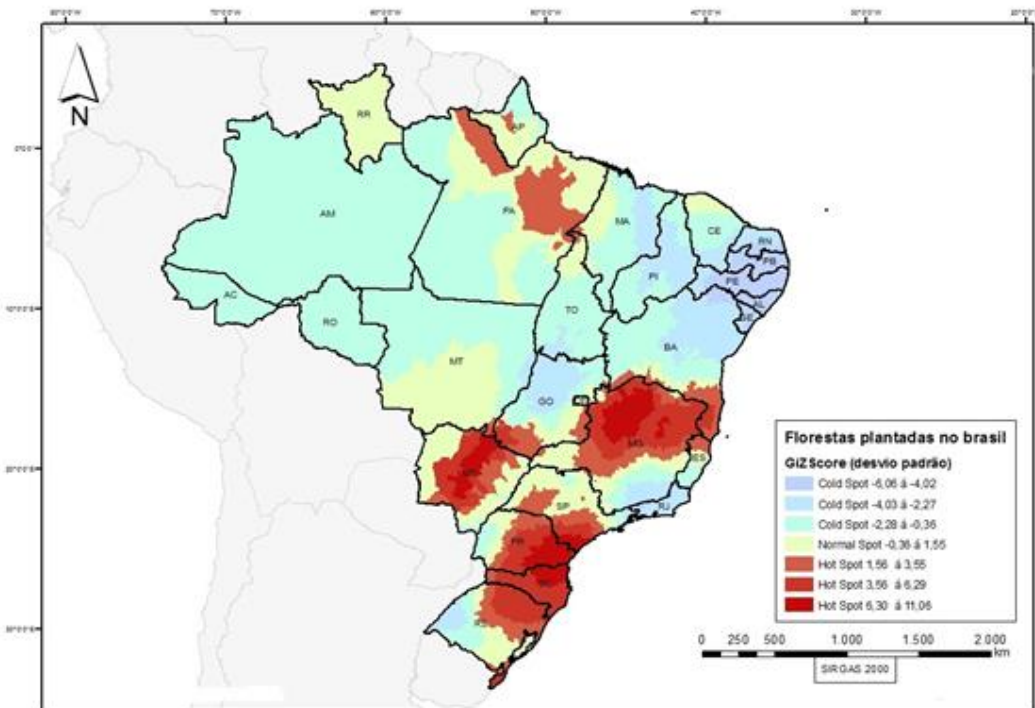 N
RR
AP
AM
PA
MA
CE
RN
PB
PE
AL
PI
AC
RO
TO
BA
MT
GO
MG
ES
SP
RJ
PR
Florestas plantadas no brasil
GiZScore (desvio padrão)
Cold Spot -6,06 á -4,02
Cold Spot -4,03 á -2,27
Cold Spot -2,28 á -0,36
Normal Spot -0,36 á 1,55
Hot Spot 1,56 á 3,55
Hot Spot 3,56 á 6,29
Hot Spot 6,30 á 11,06
0 250 500 1.000 1.500 2.000
km
SIRGAS 2000